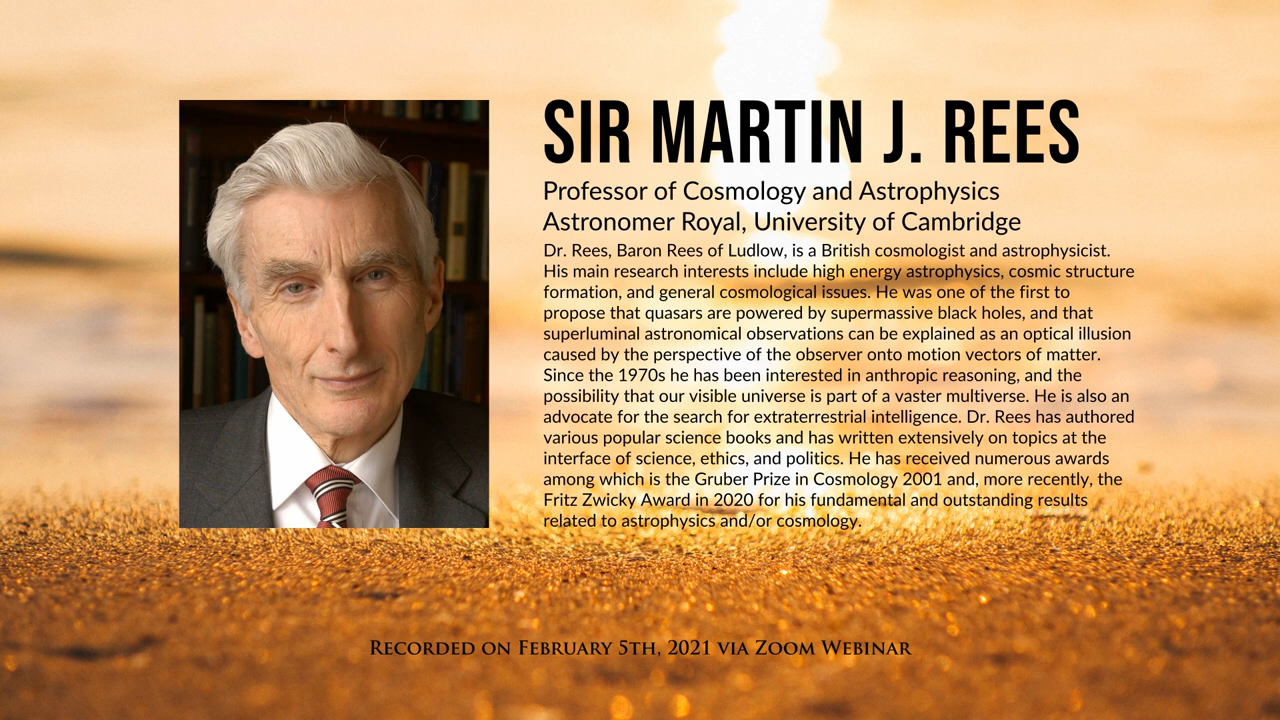 SIR MARTIN J. REES
Professor of Cosmology and Astrophysics
Astronomer Royal, University of Cambridge
Dr. Rees, Baron Rees of Ludlow, is a British cosmologist and astrophysicist.
His main research interests include high energy astrophysics, cosmic structure
formation, and general cosmological issues. He was one of the first to
propose that quasars are powered by supermassive black holes, and that
superluminal astronomical observations can be explained as an optical illusion
caused by the perspective of the observer onto motion vectors of matter.
Since the 1970s he has been interested in anthropic reasoning, and the
possibility that our visible universe is part of a vaster multiverse. He is also an
advocate for the search for extraterrestrial intelligence. Dr. Rees has authored
various popular science books and has written extensively on topics at the
interface of science, ethics, and politics. He has received numerous awards
among which is the Gruber Prize in Cosmology 2001 and, more recently, the
Fritz Zwicky Award in 2020 for his fundamental and outstanding results
related to astrophysics and/or cosmology.
Recorded on February 5th, 2021 via Zoom Webinar